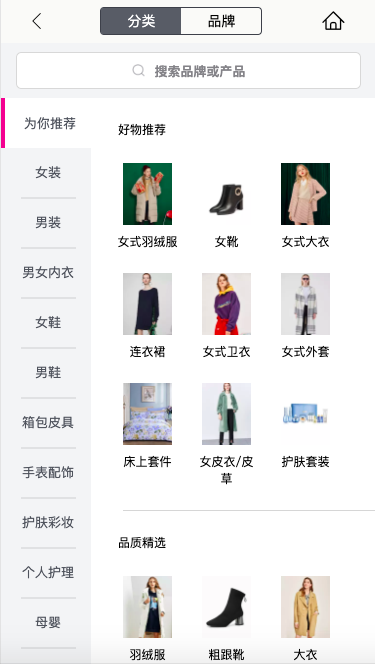 分类
品牌
搜索品牌或产品
为你推荐
女装
男装
男女内衣
女鞋
男鞋
箱包皮具
手表配饰
护肤彩妆
个人护理
母婴
好物推荐
女式羽绒服
女靴
女式大衣
连衣裙
女式卫衣
女式外套
床上套件
女皮衣/皮
草
护肤套装
品质精选
羽绒服
粗跟靴
大衣